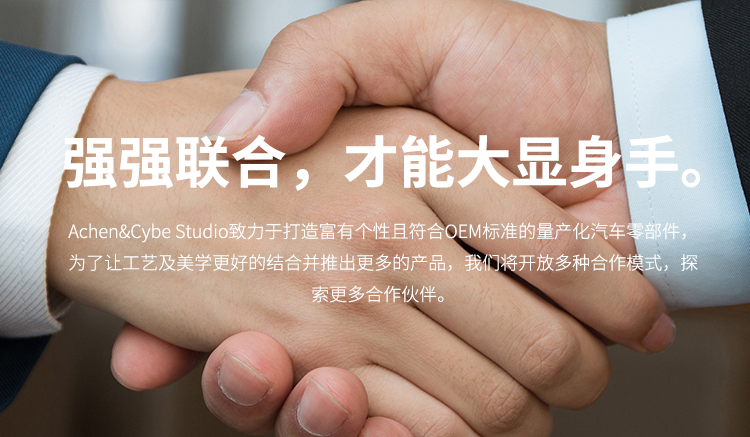 强强联合，才能大显身手。
Achen&Cybe Studio致力于打造富有个性且符合OEM标准的量产化汽车零部件，
为了让工艺及美学更好的结合并推出更多的产品，我们将开放多种合作模式，探
索更多合作伙伴。